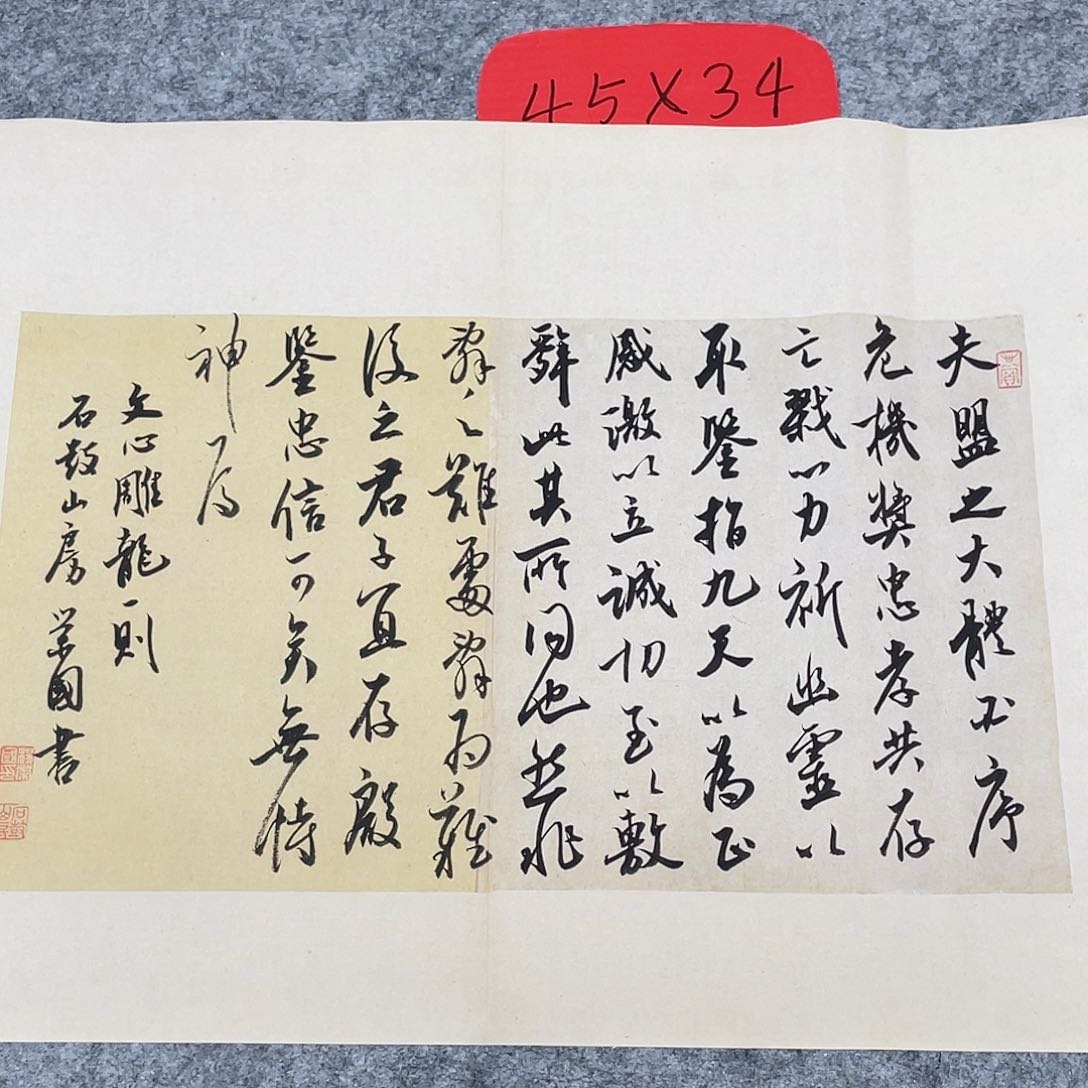 45×34
夫盟之大體必序
危機獎忠孝共存
亡戮心力祈幽靈以
取鑒指九天以為正
感激以立誠切至以敷
辭此其所同也然非
辭之難處辭為難
後之君子宜存殷
鑒忠信可矣無恃
神焉
文心雕龍一則
石鼓山房榮國書